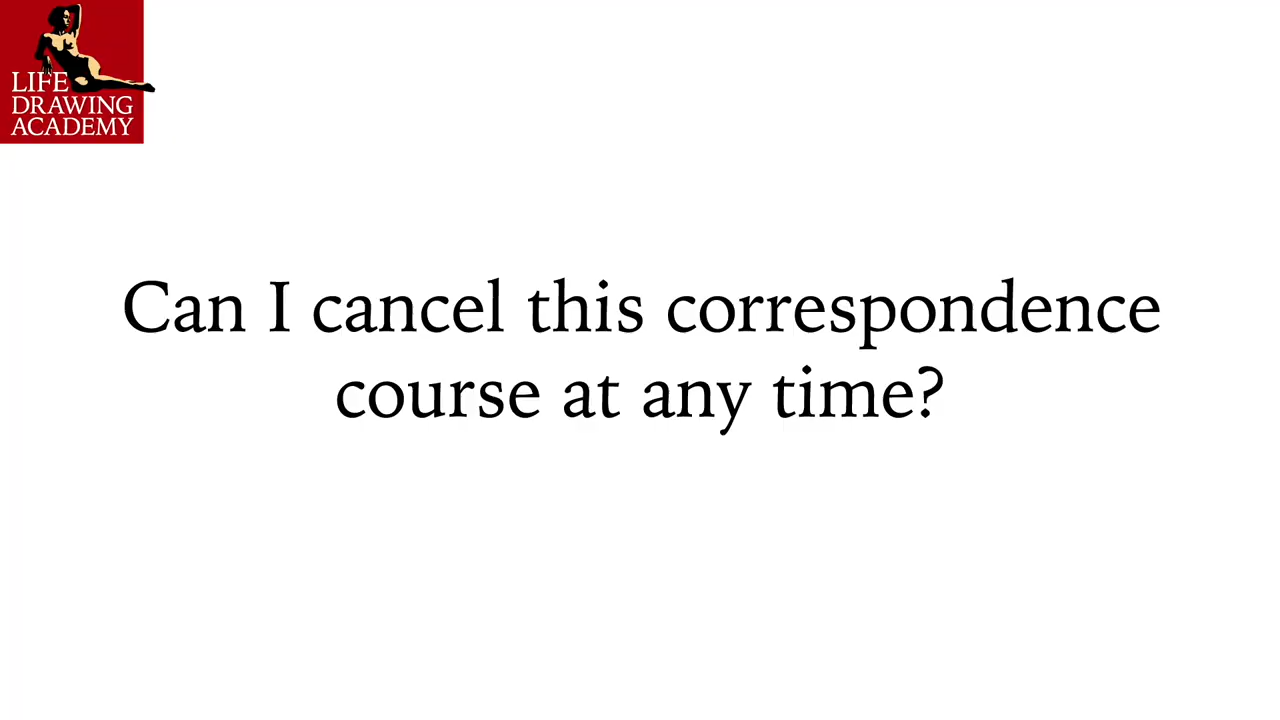 LIFE
DRAWING
ACADEMY
Can I cancel this correspondence
course at any time?